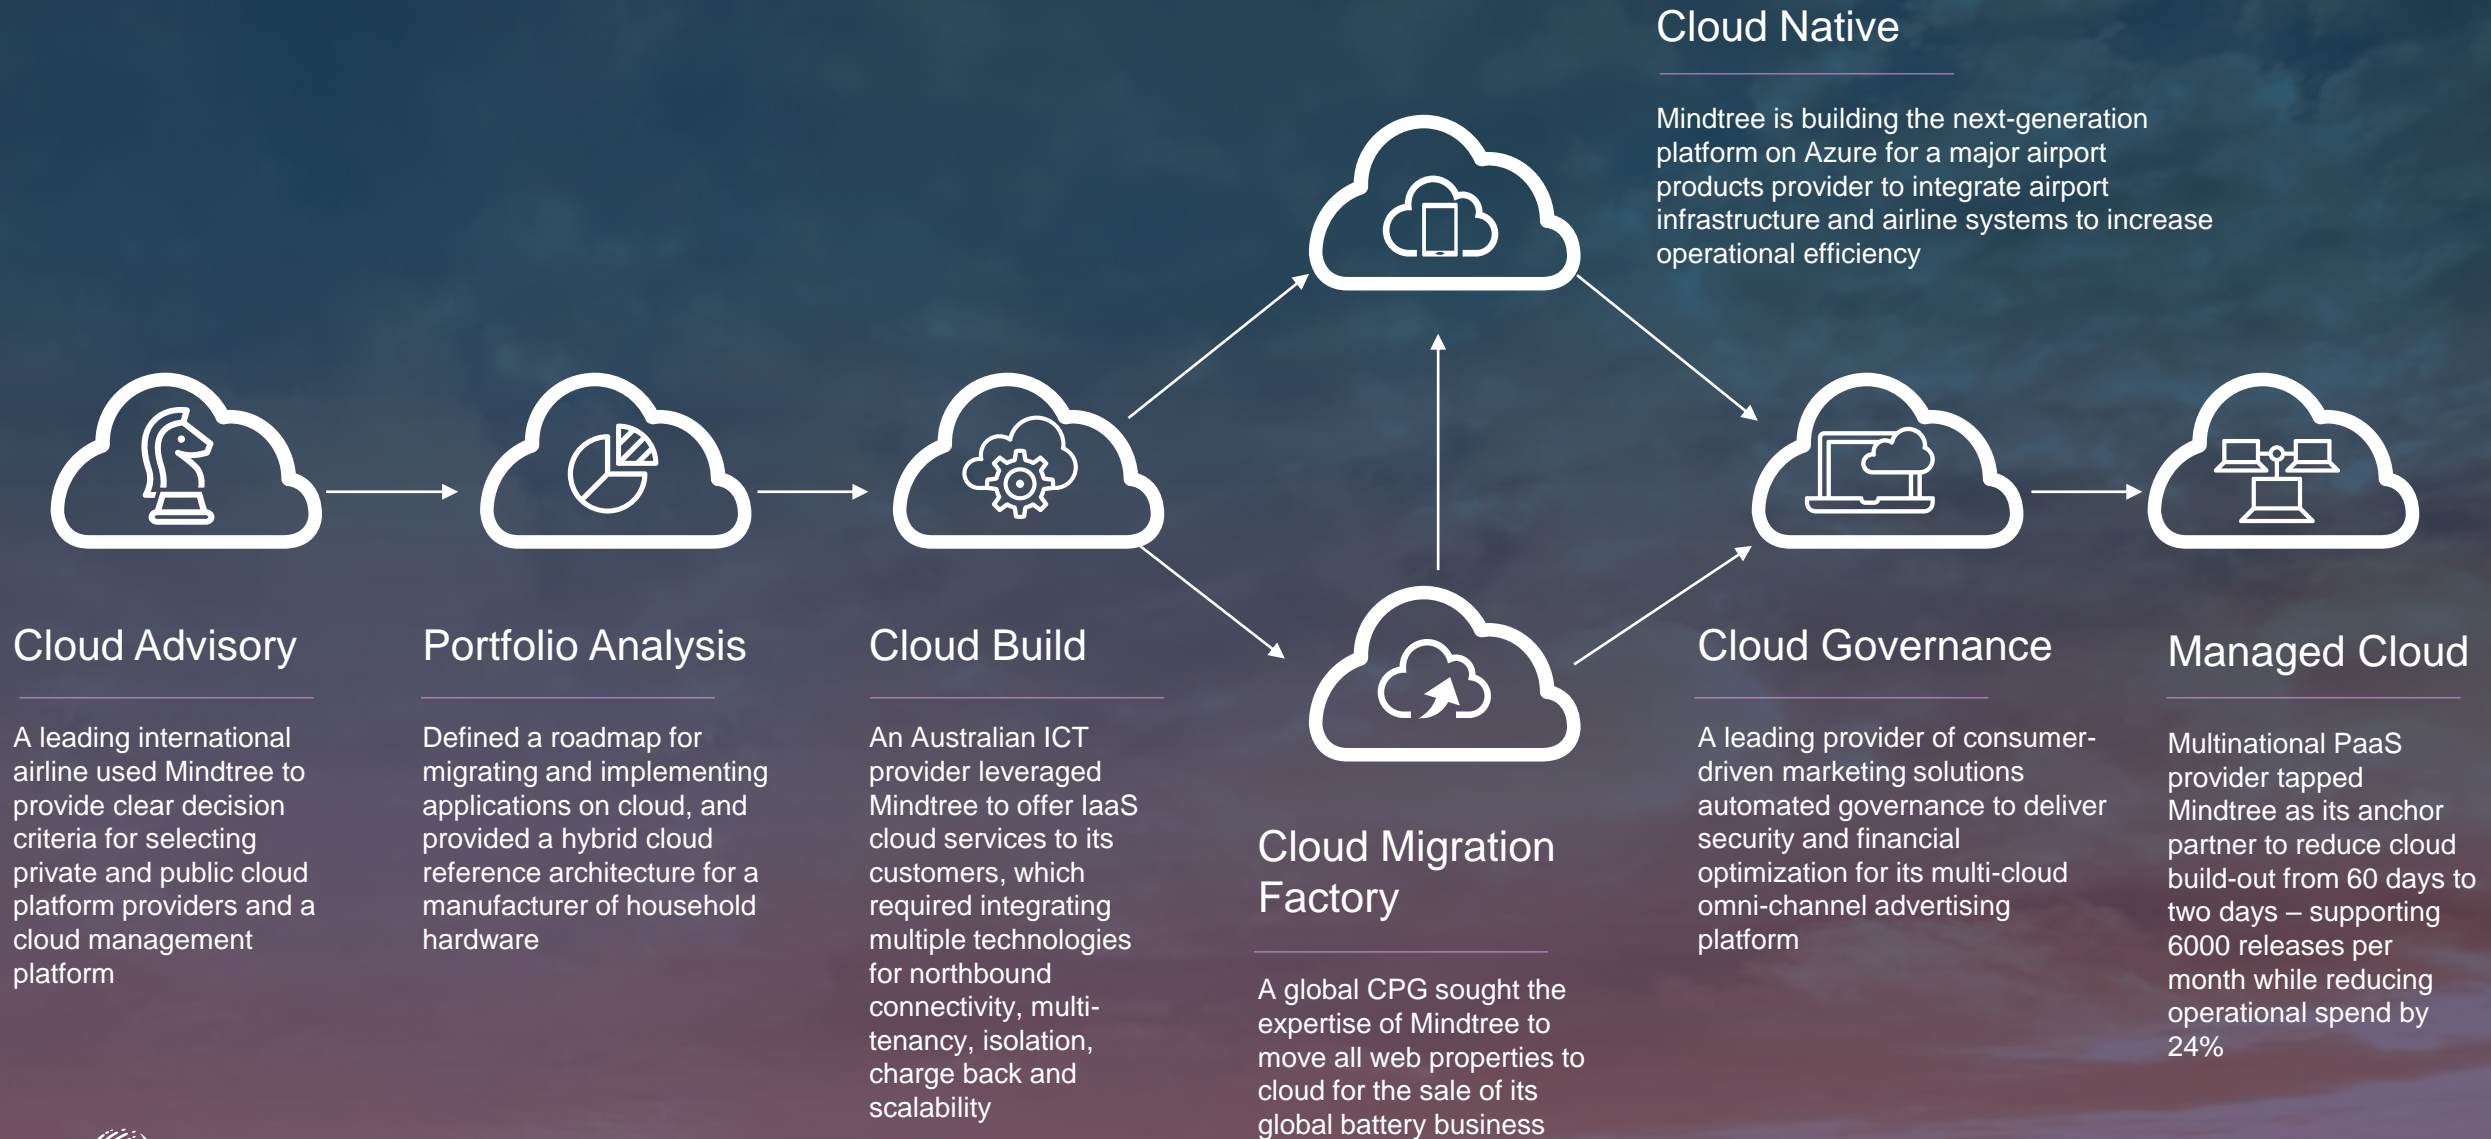 Cloud Native
Mindtree is building the next-generation
platform on Azure for a major airport
products provider to integrate airport
infrastructure and airline systems to increase
operational efficiency
Cloud Advisory
A leading international
airline used Mindtree to
provide clear decision
criteria for selecting
private and public cloud
platform providers and a
cloud management
platform
Portfolio Analysis
Defined a roadmap for
migrating and implementing
applications on cloud, and
provided a hybrid cloud
reference architecture for a
manufacturer of household
hardware
Cloud Build
An Australian ICT
provider leveraged
Mindtree to offer IaaS
cloud services to its
customers, which
required integrating
multiple technologies
for northbound
connectivity, multi-
tenancy, isolation,
charge back and
scalability
Cloud Migration
Factory
A global CPG sought the
expertise of Mindtree to
move all web properties to
cloud for the sale of its
global battery business
Cloud Governance
A leading provider of consumer-
driven marketing solutions
automated governance to deliver
security and financial
optimization for its multi-cloud
omni-channel advertising
platform
Managed Cloud
Multinational PaaS
provider tapped
Mindtree as its anchor
partner to reduce cloud
build-out from 60 days to
two days – supporting
6000 releases per
month while reducing
operational spend by
24%